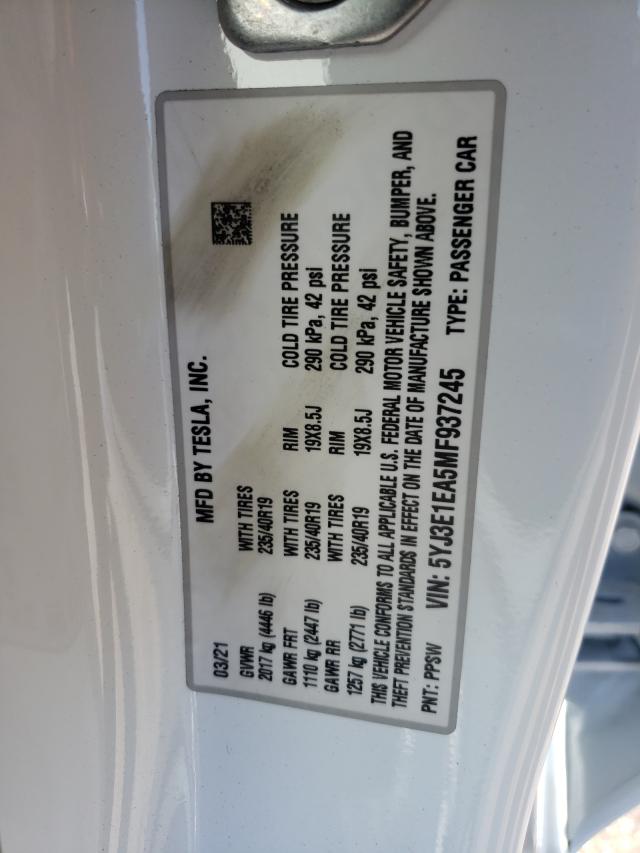 MFD BY TESLA, INC.
03/21
GVWR WITH TIRES
2017 kg (4446 lb) 235/40R19
GAWR FRT WITH TIRES RIM COLD TIRE PRESSURE
1110 kg (2447 lb) 235/40R19 19X8.5J 290 kPa, 42 psi
GAWR RR WITH TIRES RIM COLD TIRE PRESSURE
1257 kg (2771 lb) 235/40R19 19X8.5J 290 kPa, 42 psi
THIS VEHICLE CONFORMS TO ALL APPLICABLE U.S. FEDERAL MOTOR VEHICLE SAFETY, BUMPER, AND
THEFT PREVENTION STANDARDS IN EFFECT ON THE DATE OF MANUFACTURE SHOWN ABOVE.
PNT: PPSW VIN: 5YJ3E1EA5MF937245 TYPE: PASSENGER CAR